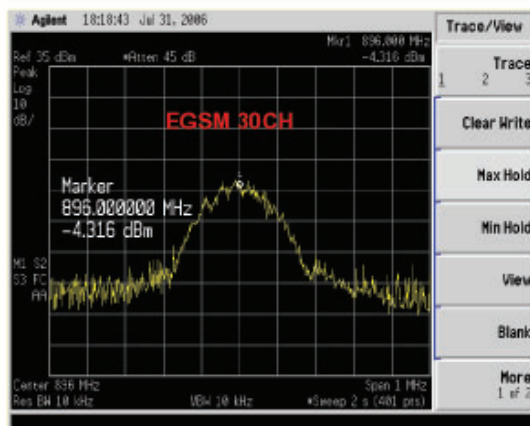 Agilent 18:18:43 Jul 31, 2006
Trace/View
Mkr1 896.000 MHz
Ref 35 dBm *Atten 45 dB -4.316 dBm
Peak
Log
10
dB/
EGSM 30CH
Marker
896.000000 MHz
-4.316 dBm
1
M1 S2
S3 FC
AA
Center 896 MHz Span 1 MHz
Res BW 10 kHz VBW 10 kHz *Sweep 2 s (401 pts)
Trace
1 2 3
Clear Write
Max Hold
Min Hold
View
Blank
More
1 of 2